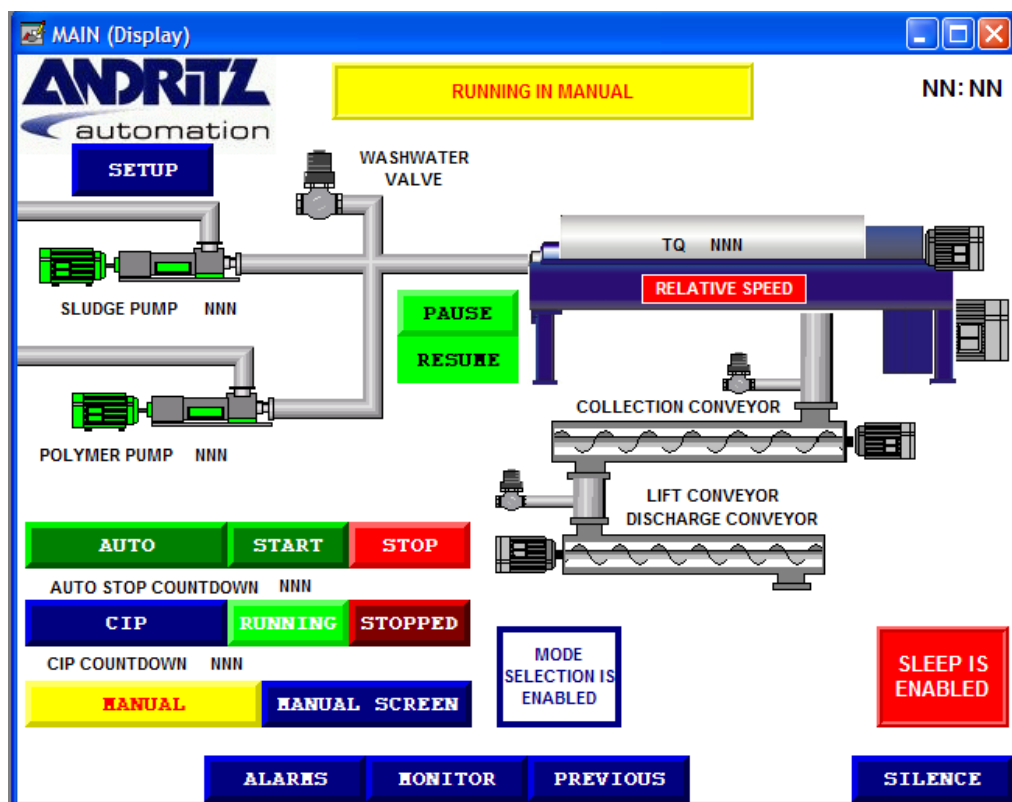 MAIN (Display)
ANDRITZ
automation
RUNNING IN MANUAL
NN:NN
SETUP
WASHWATER
VALVE
TQ NNN
RELATIVE SPEED
SLUDGE PUMP NNN
PAUSE
RESUME
COLLECTION CONVEYOR
POLYMER PUMP NNN
LIFT CONVEYOR
DISCHARGE CONVEYOR
AUTO START STOP
AUTO STOP COUNTDOWN NNN
CIP RUNNING STOPPED
CIP COUNTDOWN NNN
MANUAL MANUAL SCREEN
MODE
SELECTION IS
ENABLED
SLEEP IS
ENABLED
ALARMS MONITOR PREVIOUS SILENCE